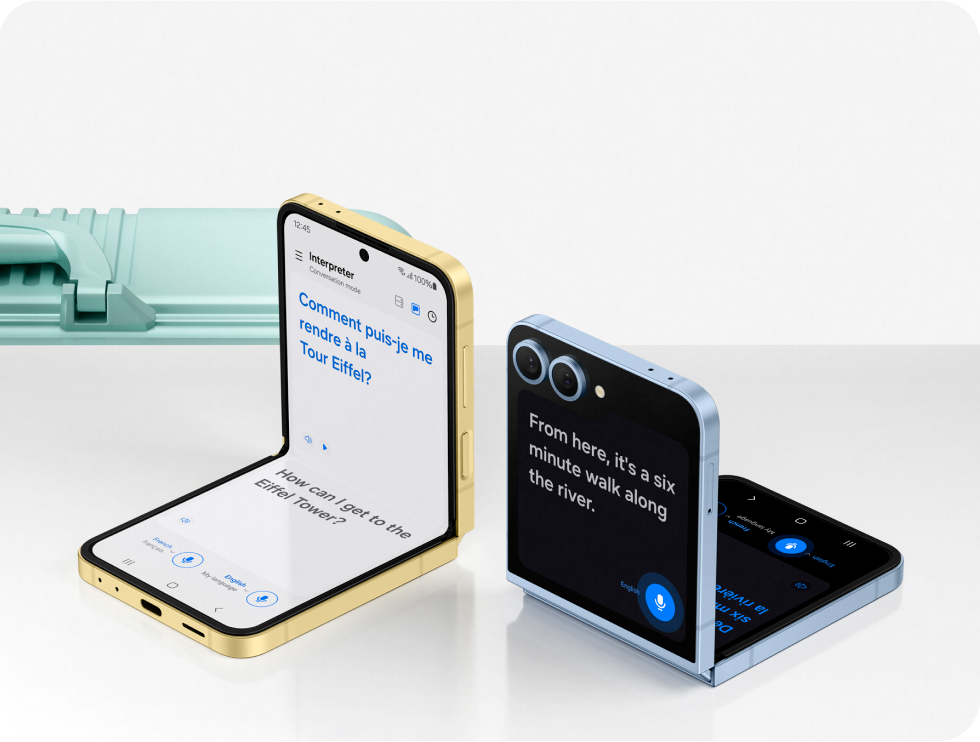 12:45
100%
Interpreter
Conversation mode
Comment puis-je me
rendre à la
Tour Eiffel?
How can I get to the
Eiffel Tower?
French
Français
My language
English
From here, it's a six
minute walk along
the river.
English
My language
French
English
six m
la rivière